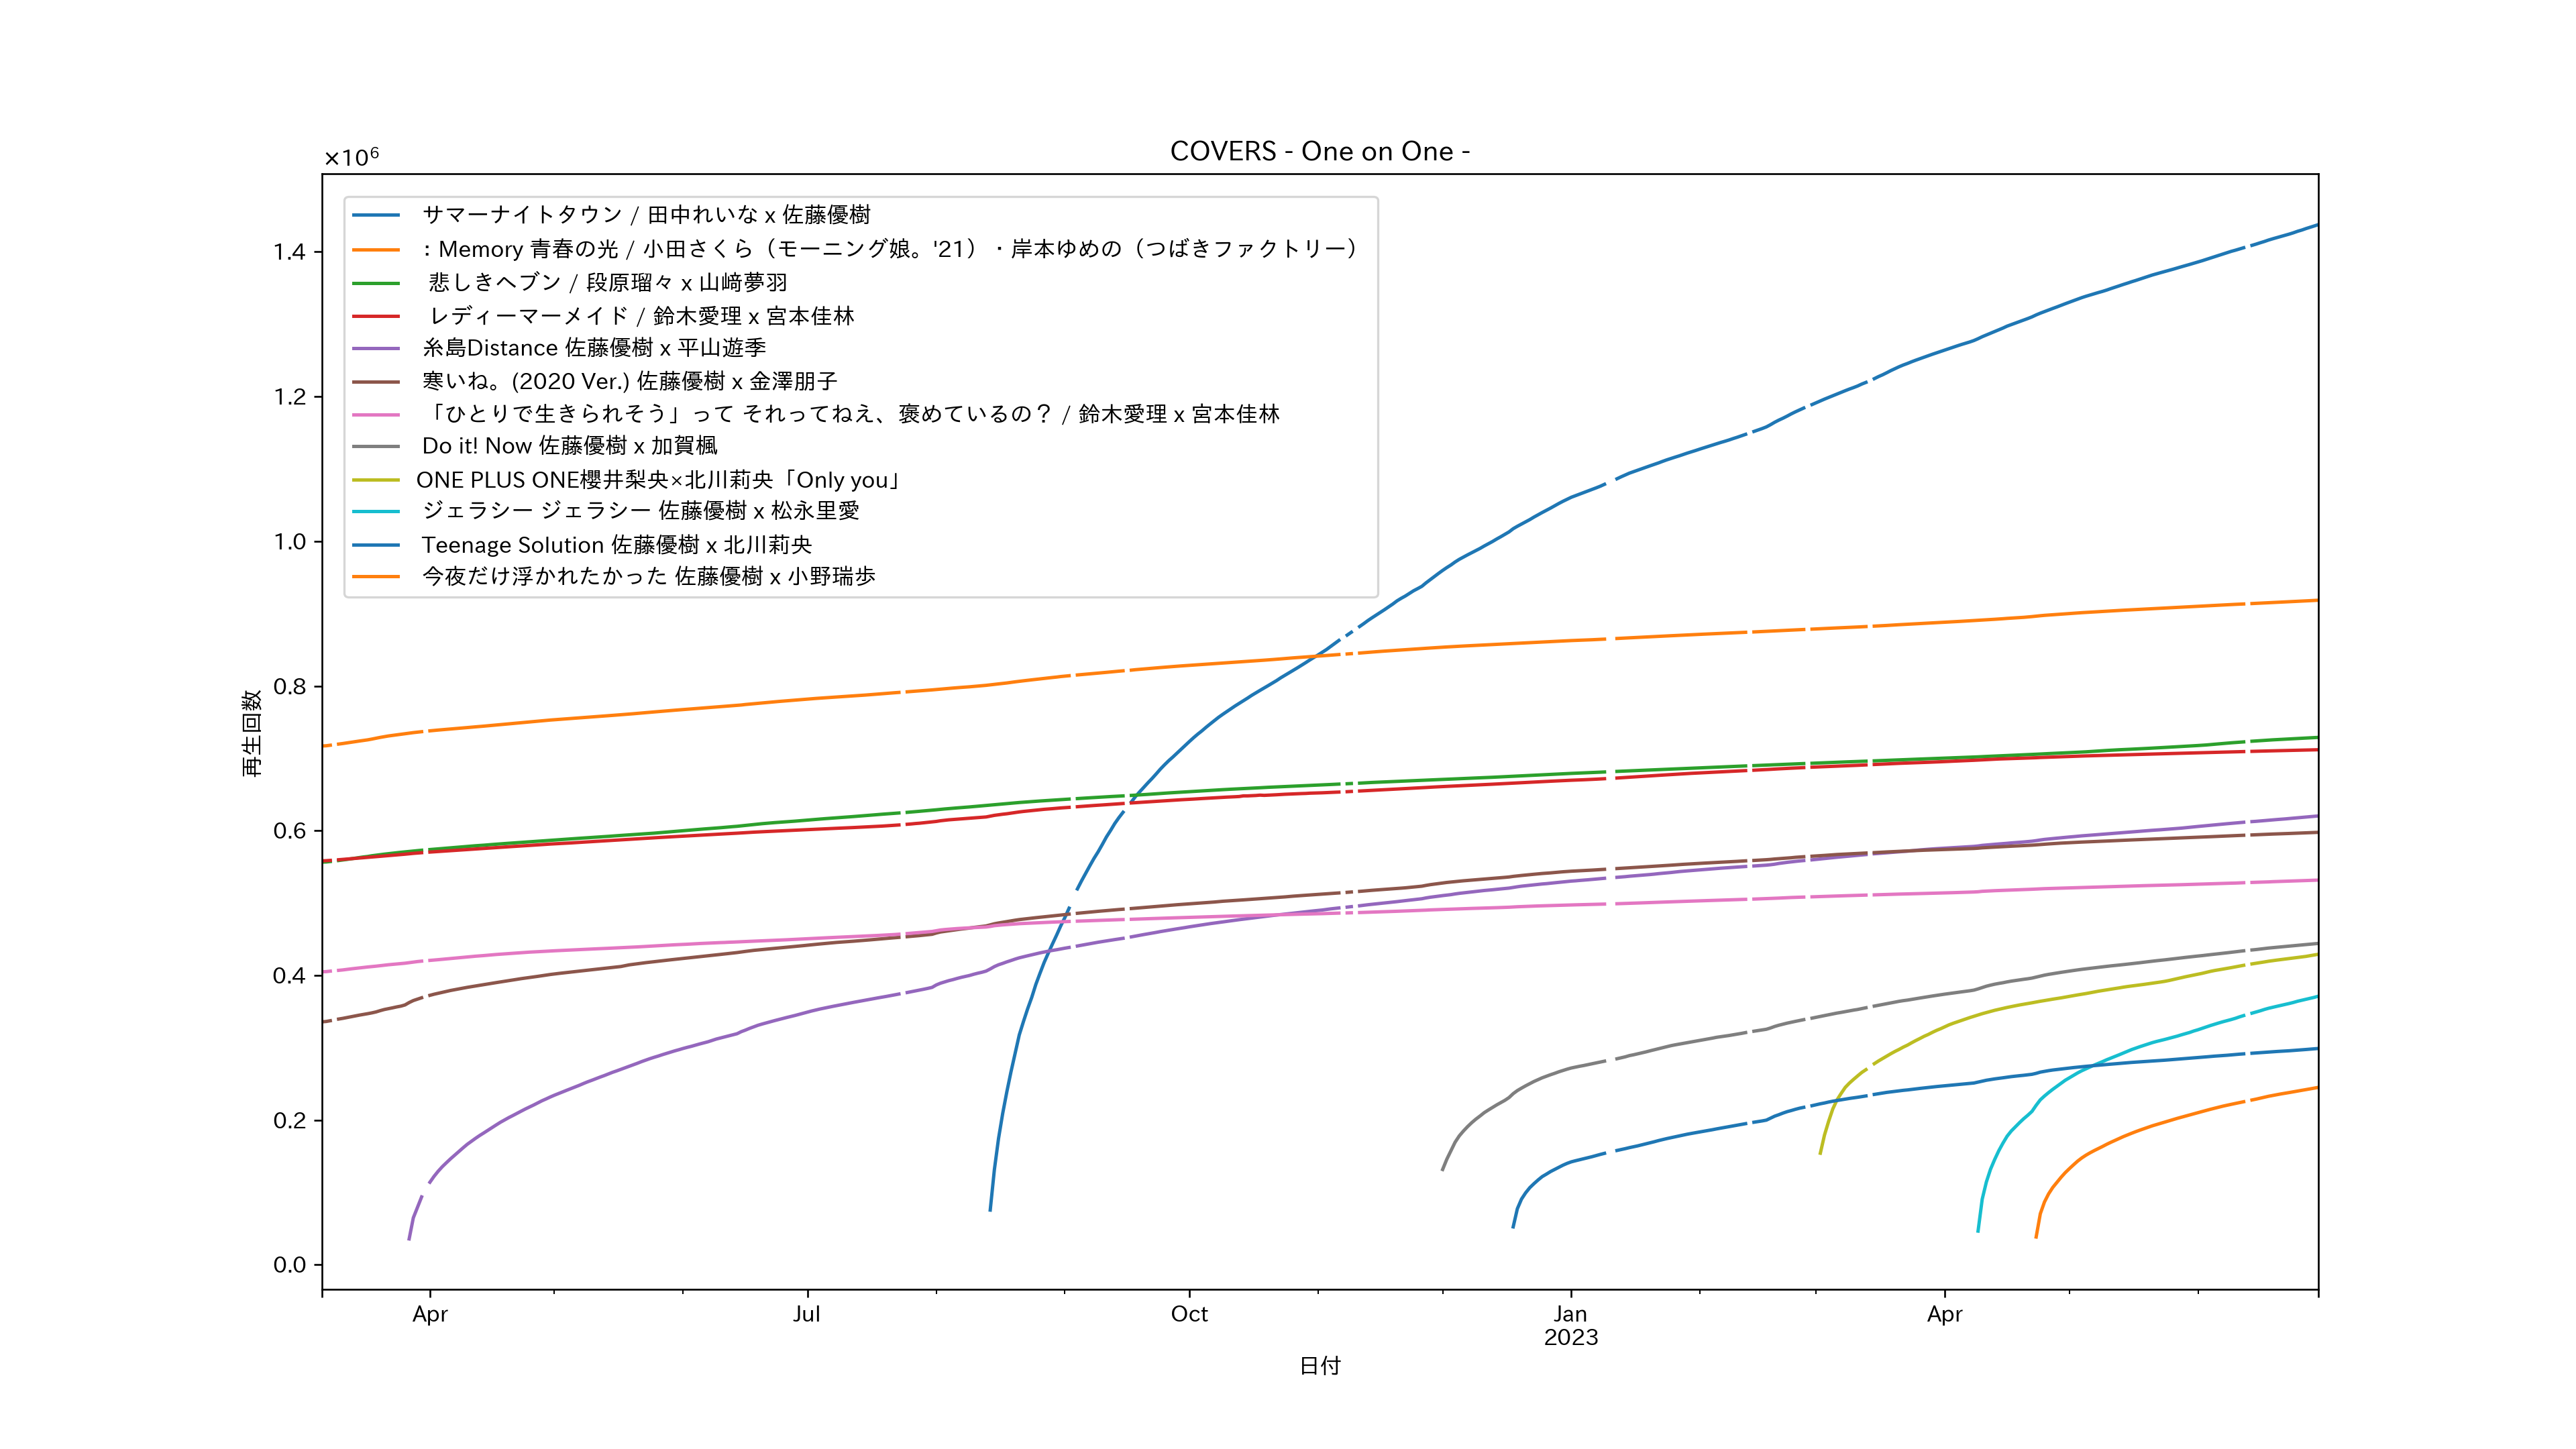 COVERS - One on One -
×10⁶
サマーナイトタウン / 田中れいな x 佐藤優樹
: Memory 青春の光 / 小田さくら（モーニング娘。'21）・岸本ゆめの（つばきファクトリー）
悲しきヘブン / 段原瑠々 x 山﨑夢羽
レディーマーメイド / 鈴木愛理 x 宮本佳林
糸島Distance 佐藤優樹 x 平山遊季
寒いね。(2020 Ver.) 佐藤優樹 x 金澤朋子
「ひとりで生きられそう」って それってねえ、褒めているの？ / 鈴木愛理 x 宮本佳林
Do it! Now 佐藤優樹 x 加賀楓
ONE PLUS ONE櫻井梨央×北川莉央「Only you」
ジェラシー ジェラシー 佐藤優樹 x 松永里愛
Teenage Solution 佐藤優樹 x 北川莉央
今夜だけ浮かれたかった 佐藤優樹 x 小野瑞歩
1.4
1.2
1.0
0.8
0.6
0.4
0.2
0.0
再生回数
Apr
Jul
Oct
Jan
2023
Apr
日付